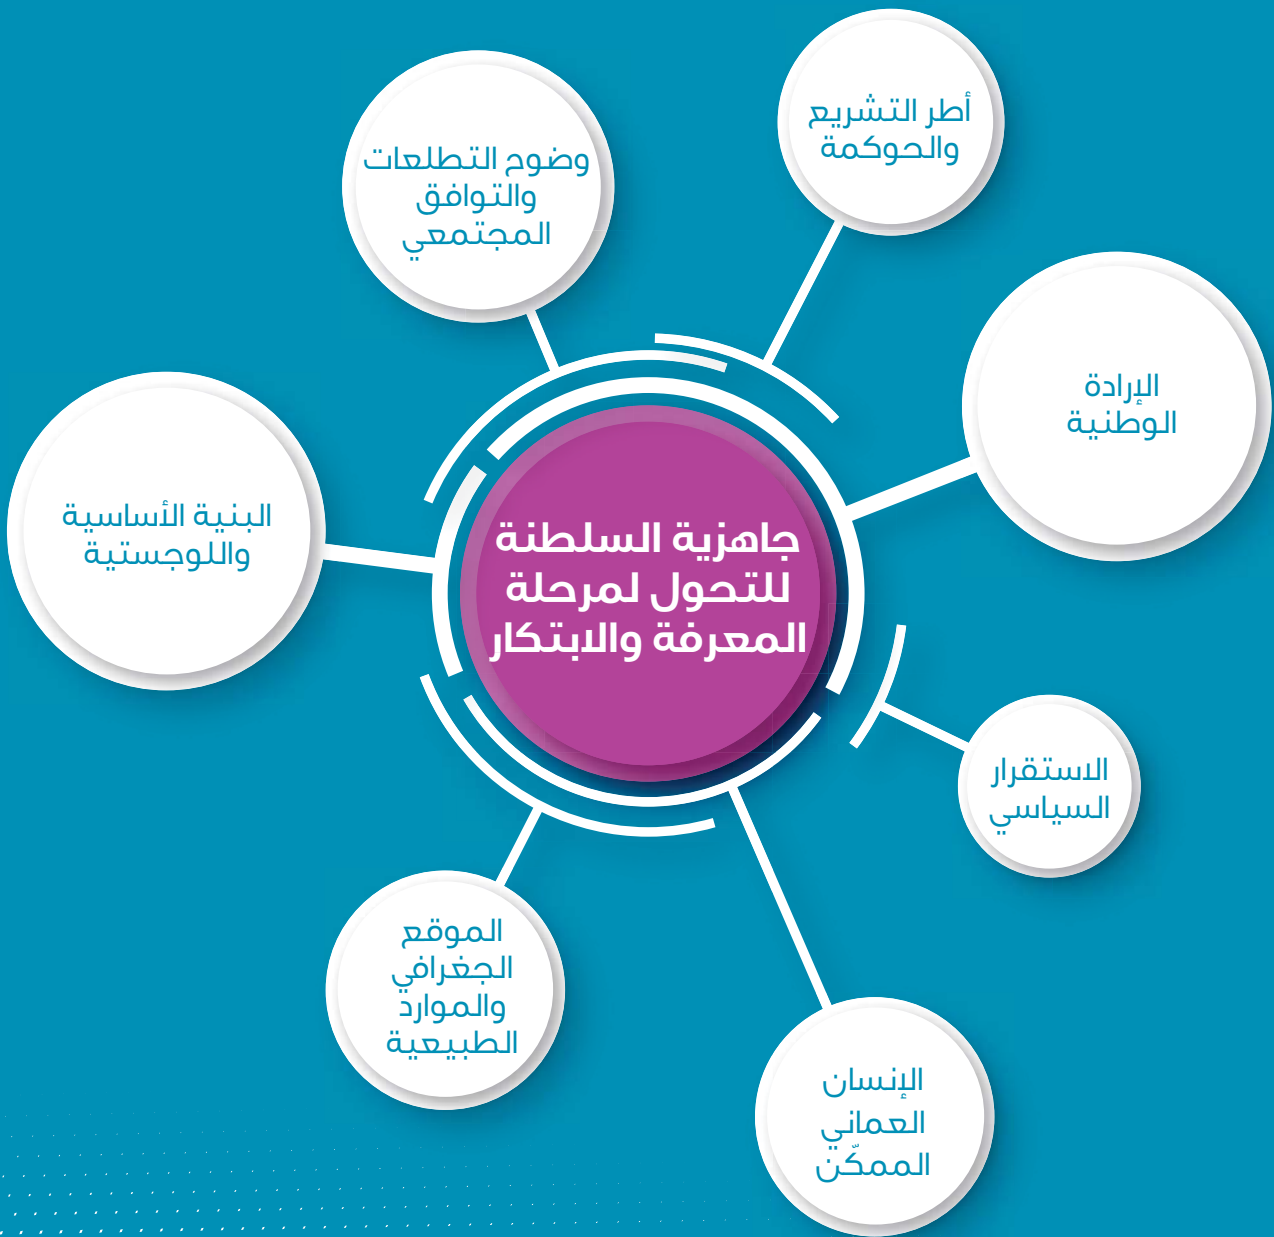 أطر التشريع
والحوكمة
وضوح التطلعات
والتوافق
المجتمعي
الإرادة
الوطنية
البنية الأساسية
واللوجستية
جاهزية السلطنة
للتحول لمرحلة
المعرفة والابتكار
الاستقرار
السياسي
الموقع
الجغرافي
والموارد
الطبيعية
الإنسان
العماني
الممكّن